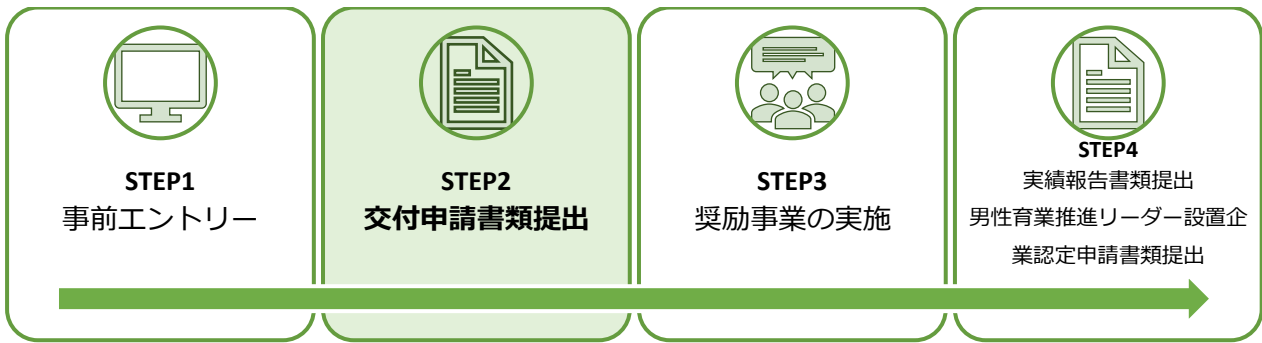 STEP1
事前エントリー
STEP2
交付申請書類提出
STEP3
奨励事業の実施
STEP4
実績報告書類提出
男性育業推進リーダー設置企
業認定申請書類提出